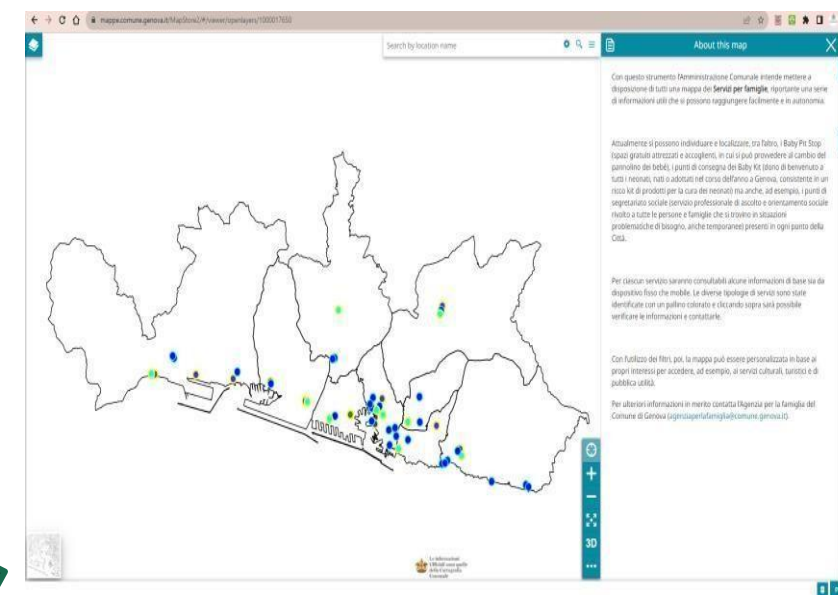 mappe.comune.genova.it/MapStore2/#/viewer/openlayers/1000017650
Search by location name
About this map
Con questo strumento l'Amministrazione Comunale intende mettere a
disposizione di tutti una mappa dei Servizi per famiglie, riportante una serie
di informazioni utili che si possono raggiungere facilmente e in autonomia.
Attualmente si possono individuare e localizzare, tra l'altro, i Baby Pit Stop
(spazi gratuiti attrezzati e accoglienti, in cui si può provvedere al cambio del
pannolino dei bebè), i punti di consegna dei Baby Kit (dono di benvenuto a
tutti i neonati, nati o adottati nel corso dell'anno a Genova, consistente in un
ricco kit di prodotti per la cura dei neonati) ma anche, ad esempio, i punti di
segretariato sociale (servizio professionale di ascolto e orientamento sociale
rivolto a tutte le persone e famiglie che si trovino in situazioni
problematiche di bisogno, anche temporanee) presenti in ogni punto della
Città.
Per ciascun servizio saranno consultabili alcune informazioni di base sia da
dispositivo fisso che mobile. Le diverse tipologie di servizi sono state
identificate con un pallino colorato e cliccando sopra sarà possibile
verificare le informazioni e contattarle.
Con l'utilizzo dei filtri, poi, la mappa può essere personalizzata in base ai
propri interessi per accedere, ad esempio, ai servizi culturali, turistici e di
pubblica utilità.
Per ulteriori informazioni in merito contatta l'Agenzia per la famiglia del
Comune di Genova (agenziaperlafamiglia@comune.genova.it).
3D
Le informazioni
Ufficiali sono quelle
della Cartografia
Comunale